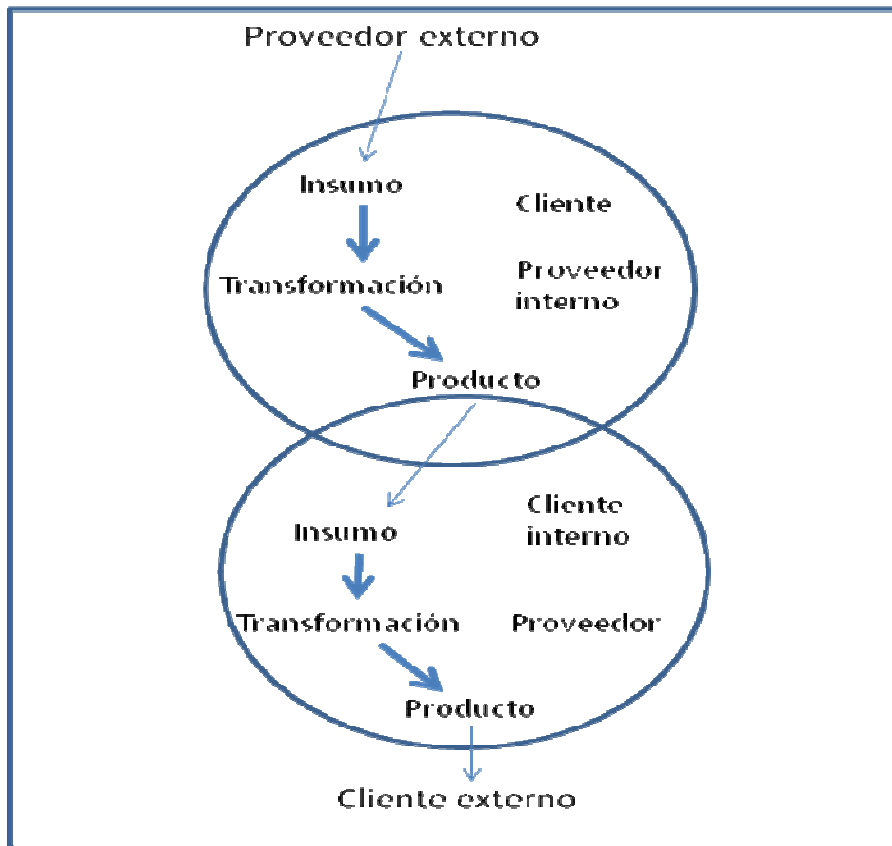 Proveedor externo
Insumo
Cliente
Transformación
Proveedor
interno
Producto
Insumo
Cliente
interno
Transformación
Proveedor
Producto
Cliente externo